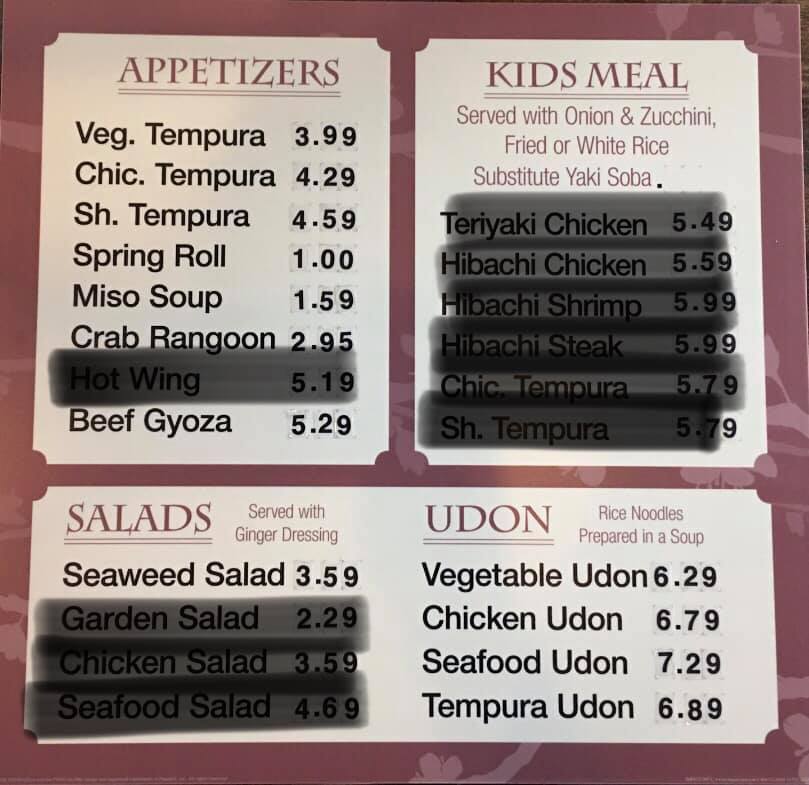 APPETIZERS
Veg. Tempura 3.99
Chic. Tempura 4.29
Sh. Tempura 4.59
Spring Roll 1.00
Miso Soup 1.59
Crab Rangoon 2.95
Hot Wing 5.19
Beef Gyoza 5.29
KIDS MEAL
Served with Onion & Zucchini,
Fried or White Rice
Substitute Yaki Soba .
Teriyaki Chicken 5.49
Hibachi Chicken 5.59
Hibachi Shrimp 5.99
Hibachi Steak 5.99
Chic. Tempura 5.79
Sh. Tempura 5.79
SALADS
Served with
Ginger Dressing
Seaweed Salad 3.59
Garden Salad 2.29
Chicken Salad 3.59
Seafood Salad 4.69
UDON
Rice Noodles
Prepared in a Soup
Vegetable Udon 6.29
Chicken Udon 6.79
Seafood Udon 7.29
Tempura Udon 6.89